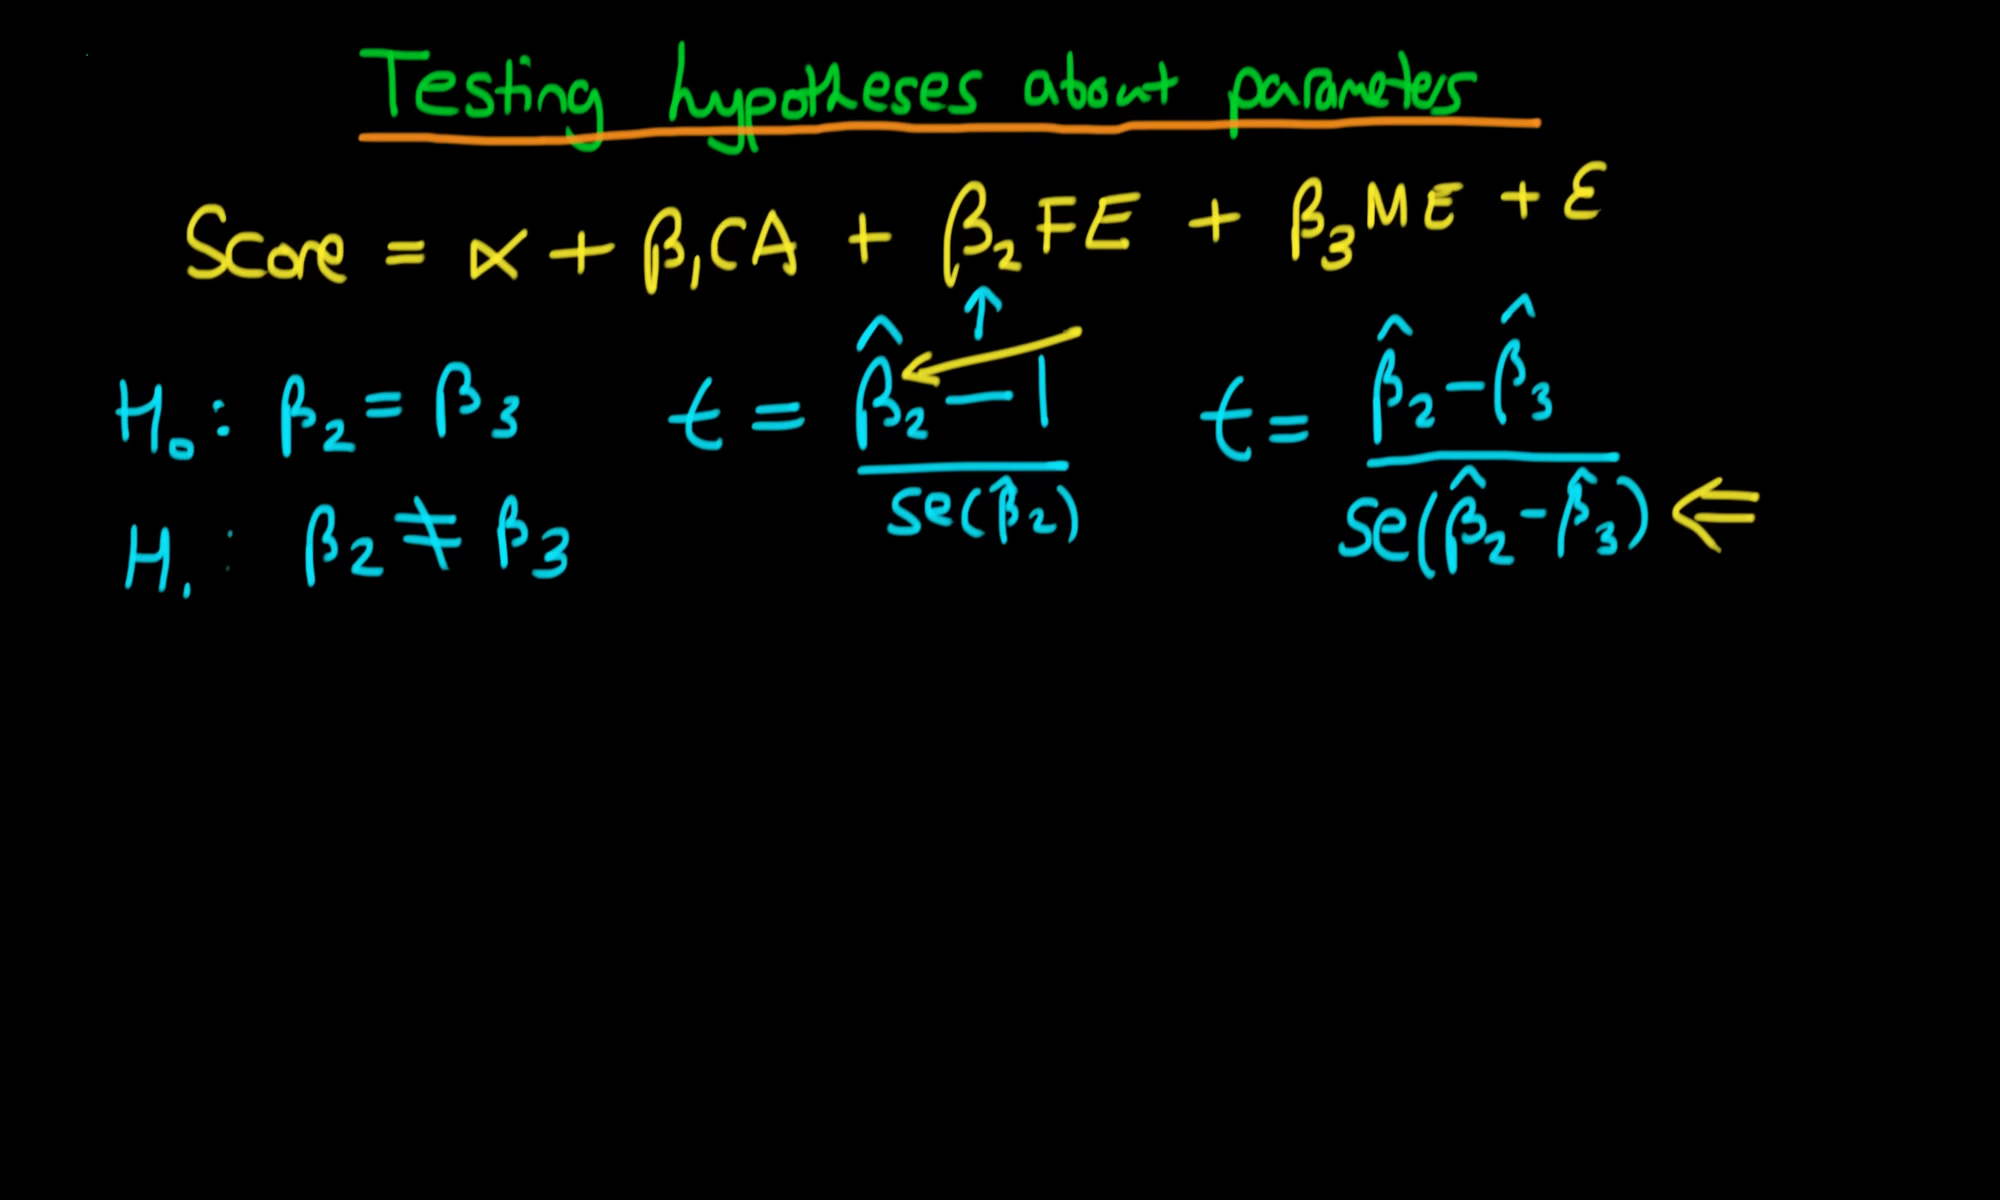 Testing hypotheses about parameters
Score = α + β₁CA + β₂FE + β₃ME + ε
H₀: β₂ = β₃
t = (β̂₂ − 1) / se(β̂₂)
t = (β̂₂ − β̂₃) / se(β̂₂ − β̂₃)
H₁: β₂ ≠ β₃